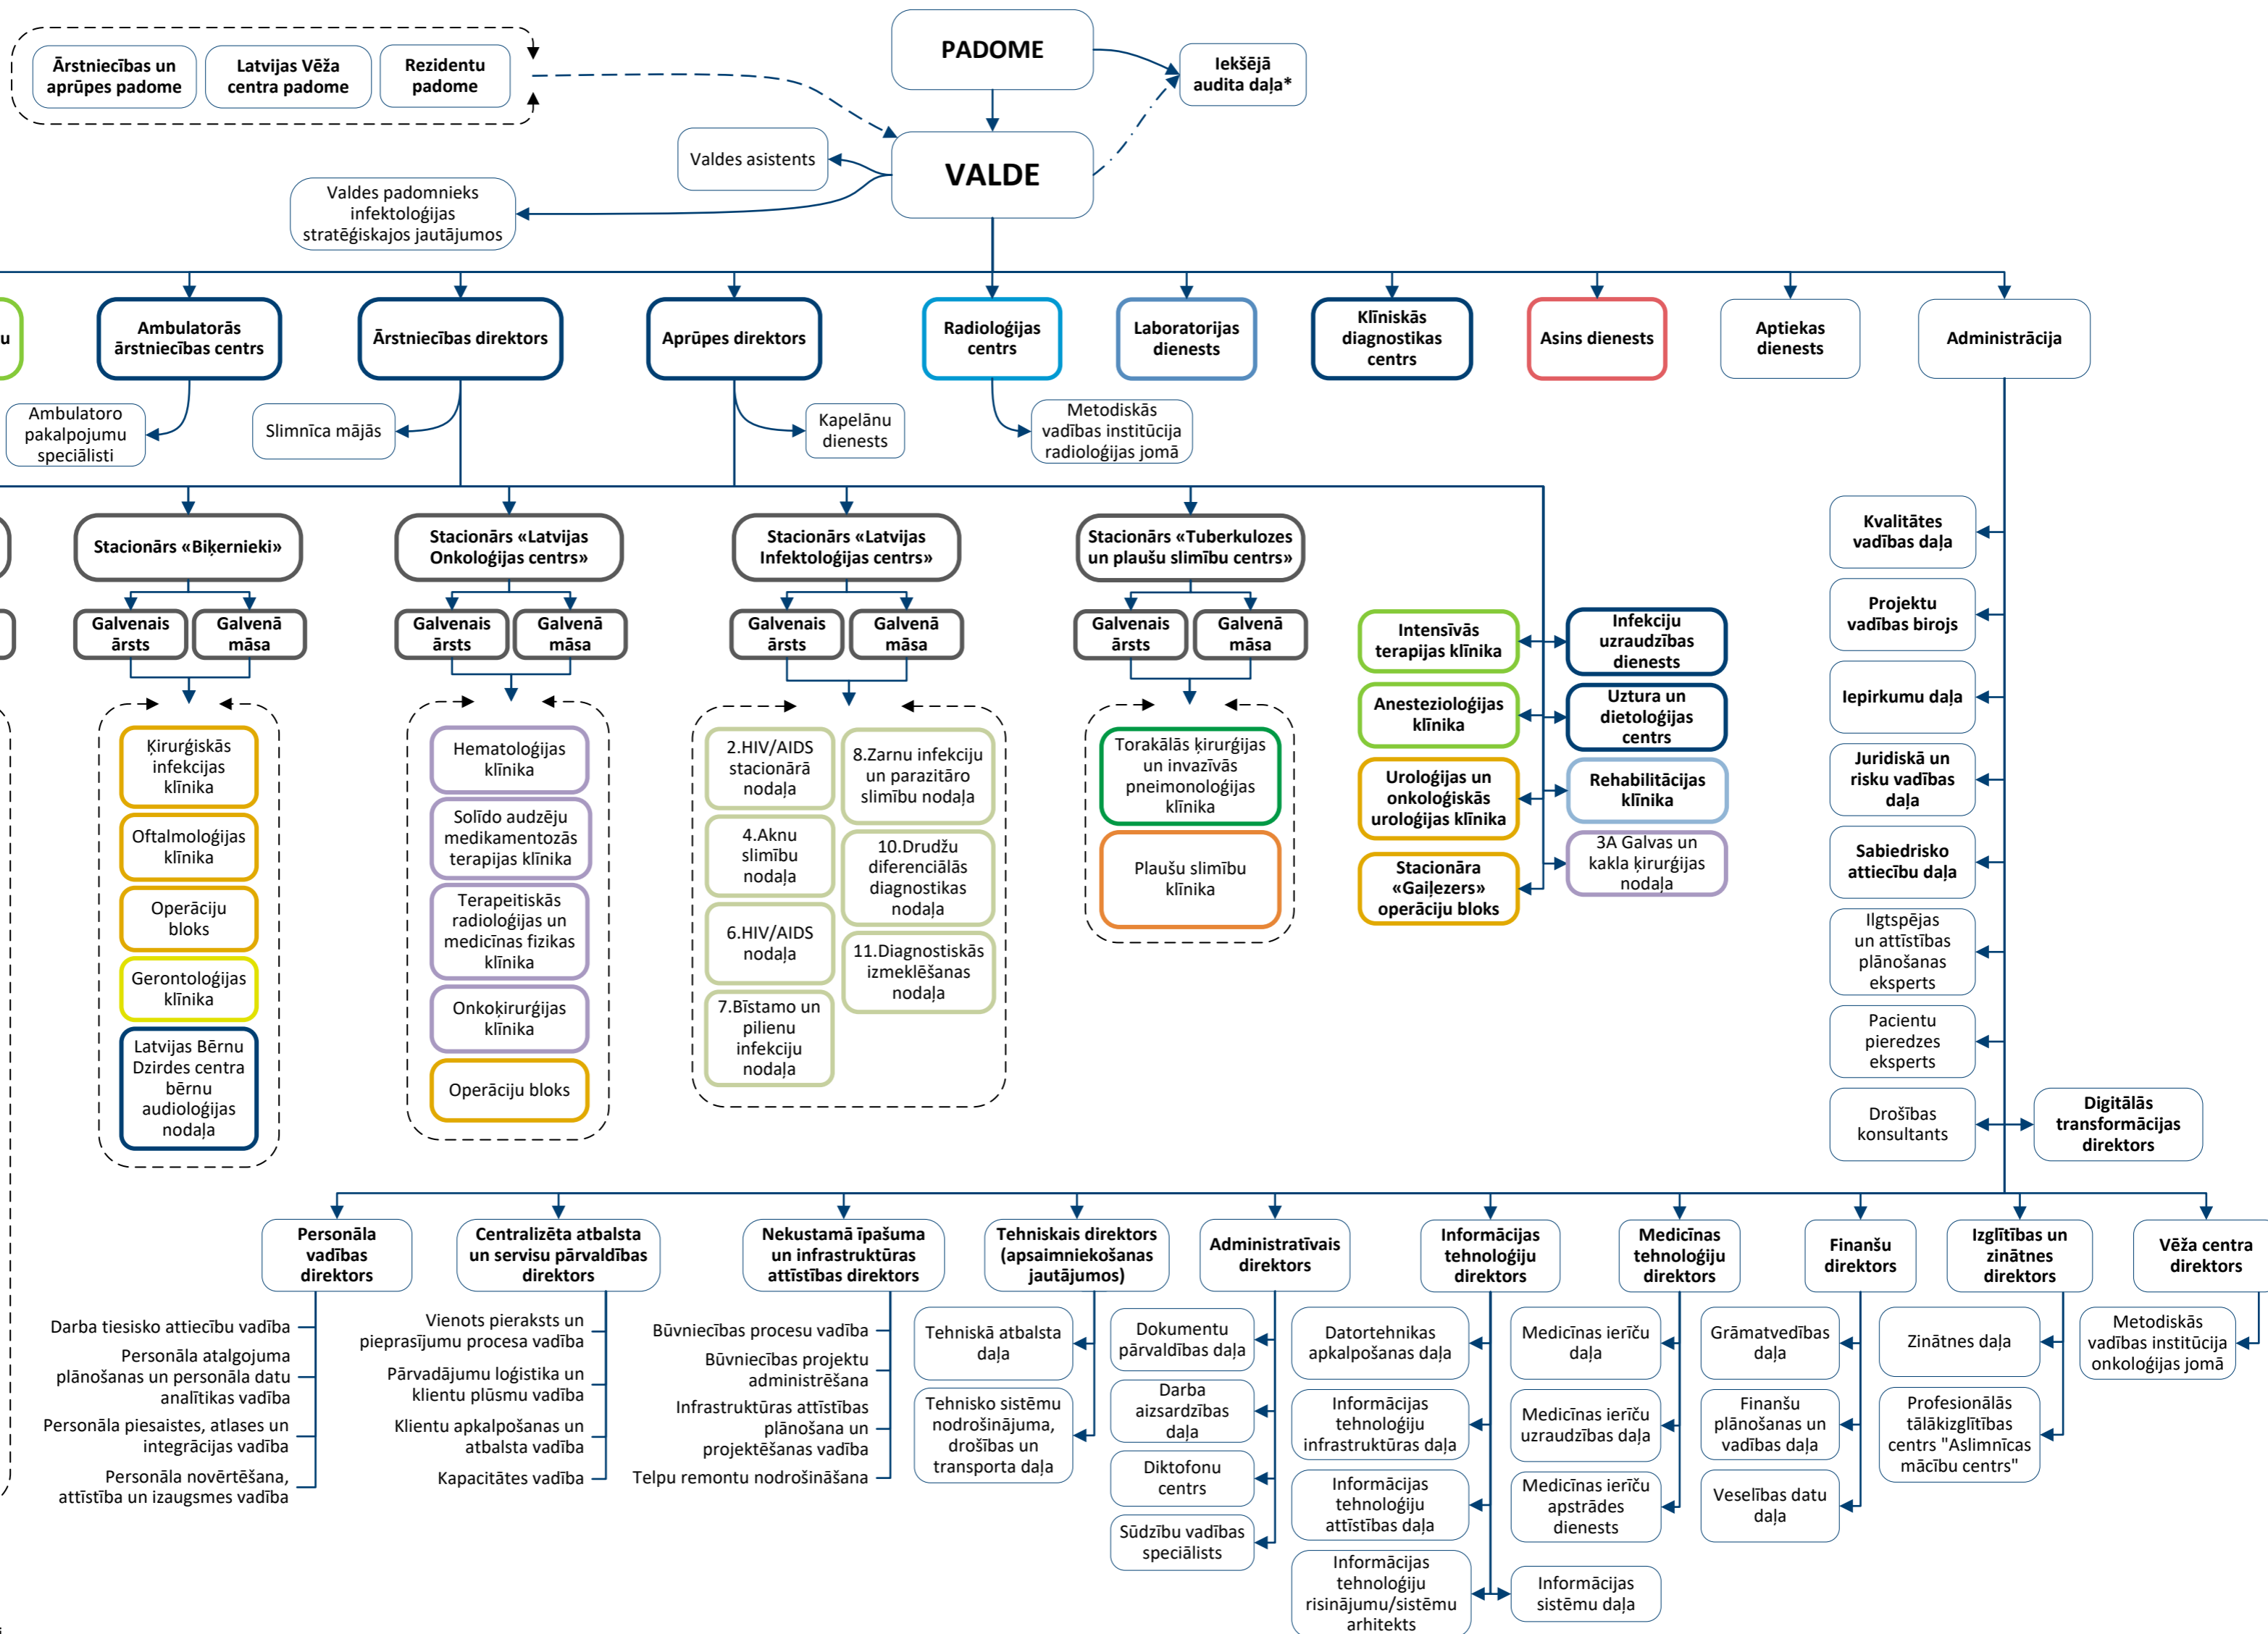 Ārstniecības un
aprūpes padome
Latvijas Vēža
centra padome
Rezidentu
padome
PADOME
Iekšējā
audita daļa*
Valdes asistents
VALDE
Valdes padomnieks
infektoloģijas
stratēģiskajos jautājumos
u
Ambulatorās
ārstniecības centrs
Ārstniecības direktors
Aprūpes direktors
Radioloģijas
centrs
Laboratorijas
dienests
Klīniskās
diagnostikas
centrs
Asins dienests
Aptiekas
dienests
Administrācija
Ambulatoro
pakalpojumu
speciālisti
Slimnīca mājās
Kapelānu
dienests
Metodiskās
vadības institūcija
radioloģijas jomā
Stacionārs «Biķernieki»
Stacionārs «Latvijas
Onkoloģijas centrs»
Stacionārs «Latvijas
Infektoloģijas centrs»
Stacionārs «Tuberkulozes
un plaušu slimību centrs»
Galvenais
ārsts
Galvenā
māsa
Galvenais
ārsts
Galvenā
māsa
Galvenais
ārsts
Galvenā
māsa
Galvenais
ārsts
Galvenā
māsa
Ķirurģiskās
infekcijas
klīnika
Oftalmoloģijas
klīnika
Operāciju
bloks
Gerontoloģijas
klīnika
Latvijas Bērnu
Dzirdes centra
bērnu
audioloģijas
nodaļa
Hematoloģijas
klīnika
Solīdo audzēju
medikamentozās
terapijas klīnika
Terapeitiskās
radioloģijas un
medicīnas fizikas
klīnika
Onkoķirurģijas
klīnika
Operāciju bloks
2.HIV/AIDS
stacionārā
nodaļa
4.Aknu
slimību
nodaļa
6.HIV/AIDS
nodaļa
7.Bīstamo un
pilienu
infekciju
nodaļa
8.Zarnu infekciju
un parazitāro
slimību nodaļa
10.Drudžu
diferenciālās
diagnostikas
nodaļa
11.Diagnostiskās
izmeklēšanas
nodaļa
Torakālās ķirurģijas
un invazīvās
pneimonoloģijas
klīnika
Plaušu slimību
klīnika
Intensīvās
terapijas klīnika
Anestezioloģijas
klīnika
Uroloģijas un
onkoloģiskās
uroloģijas klīnika
Stacionāra
«Gaiļezers»
operāciju bloks
Infekciju
uzraudzības
dienests
Uztura un
dietoloģijas
centrs
Rehabilitācijas
klīnika
3A Galvas un
kakla ķirurģijas
nodaļa
Kvalitātes
vadības daļa
Projektu
vadības birojs
Iepirkumu daļa
Juridiskā un
risku vadības
daļa
Sabiedrisko
attiecību daļa
Ilgtspējas
un attīstības
plānošanas
eksperts
Pacientu
pieredzes
eksperts
Drošības
konsultants
Digitālās
transformācijas
direktors
Personāla
vadības
direktors
Darba tiesisko attiecību vadība
Personāla atalgojuma
plānošanas un personāla datu
analītikas vadība
Personāla piesaistes, atlases un
integrācijas vadība
Personāla novērtēšana,
attīstība un izaugsmes vadība
Centralizēta atbalsta
un servisu pārvaldības
direktors
Vienots pieraksts un
pieprasījumu procesa vadība
Pārvadājumu loģistika un
klientu plūsmu vadība
Klientu apkalpošanas un
atbalsta vadība
Kapacitātes vadība
Nekustamā īpašuma
un infrastruktūras
attīstības direktors
Būvniecības procesu vadība
Būvniecības projektu
administrēšana
Infrastruktūras attīstības
plānošana un
projektēšanas vadība
Telpu remontu nodrošināšana
Tehniskais direktors
(apsaimniekošanas
jautājumos)
Tehniskā atbalsta
daļa
Tehnisko sistēmu
nodrošinājuma,
drošības un
transporta daļa
Administratīvais
direktors
Dokumentu
pārvaldības daļa
Darba
aizsardzības
daļa
Diktofonu
centrs
Sūdzību vadības
speciālists
Informācijas
tehnoloģiju
direktors
Datortehnikas
apkalpošanas daļa
Informācijas
tehnoloģiju
infrastruktūras daļa
Informācijas
tehnoloģiju
attīstības daļa
Informācijas
tehnoloģiju
risinājumu/sistēmu
arhitekts
Informācijas
sistēmu daļa
Medicīnas
tehnoloģiju
direktors
Medicīnas ierīču
daļa
Medicīnas ierīču
uzraudzības daļa
Medicīnas ierīču
apstrādes
dienests
Finanšu
direktors
Grāmatvedības
daļa
Finanšu
plānošanas un
vadības daļa
Veselības datu
daļa
Izglītības un
zinātnes
direktors
Zinātnes daļa
Profesionālās
tālākizglītības
centrs "Aslimnīcas
mācību centrs"
Vēža centra
direktors
Metodiskās
vadības institūcija
onkoloģijas jomā